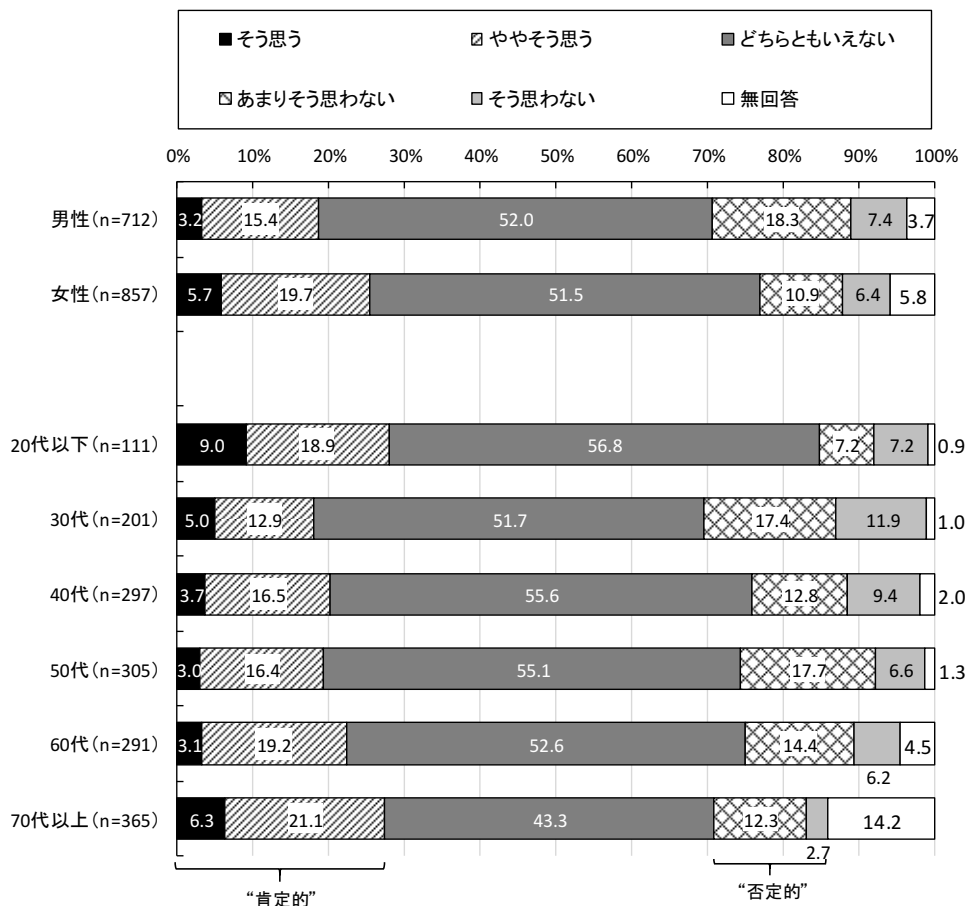 ■そう思う ややそう思う ■どちらともいえない
あまりそう思わない そう思わない □無回答
0% 10% 20% 30% 40% 50% 60% 70% 80% 90% 100%
男性(n=712) 3.2 15.4 52.0 18.3 7.4 3.7
女性(n=857) 5.7 19.7 51.5 10.9 6.4 5.8
20代以下(n=111) 9.0 18.9 56.8 7.2 7.2 0.9
30代(n=201) 5.0 12.9 51.7 17.4 11.9 1.0
40代(n=297) 3.7 16.5 55.6 12.8 9.4 2.0
50代(n=305) 3.0 16.4 55.1 17.7 6.6 1.3
60代(n=291) 3.1 19.2 52.6 14.4 4.5
6.2
70代以上(n=365) 6.3 21.1 43.3 12.3 14.2
2.7
“肯定的” “否定的”